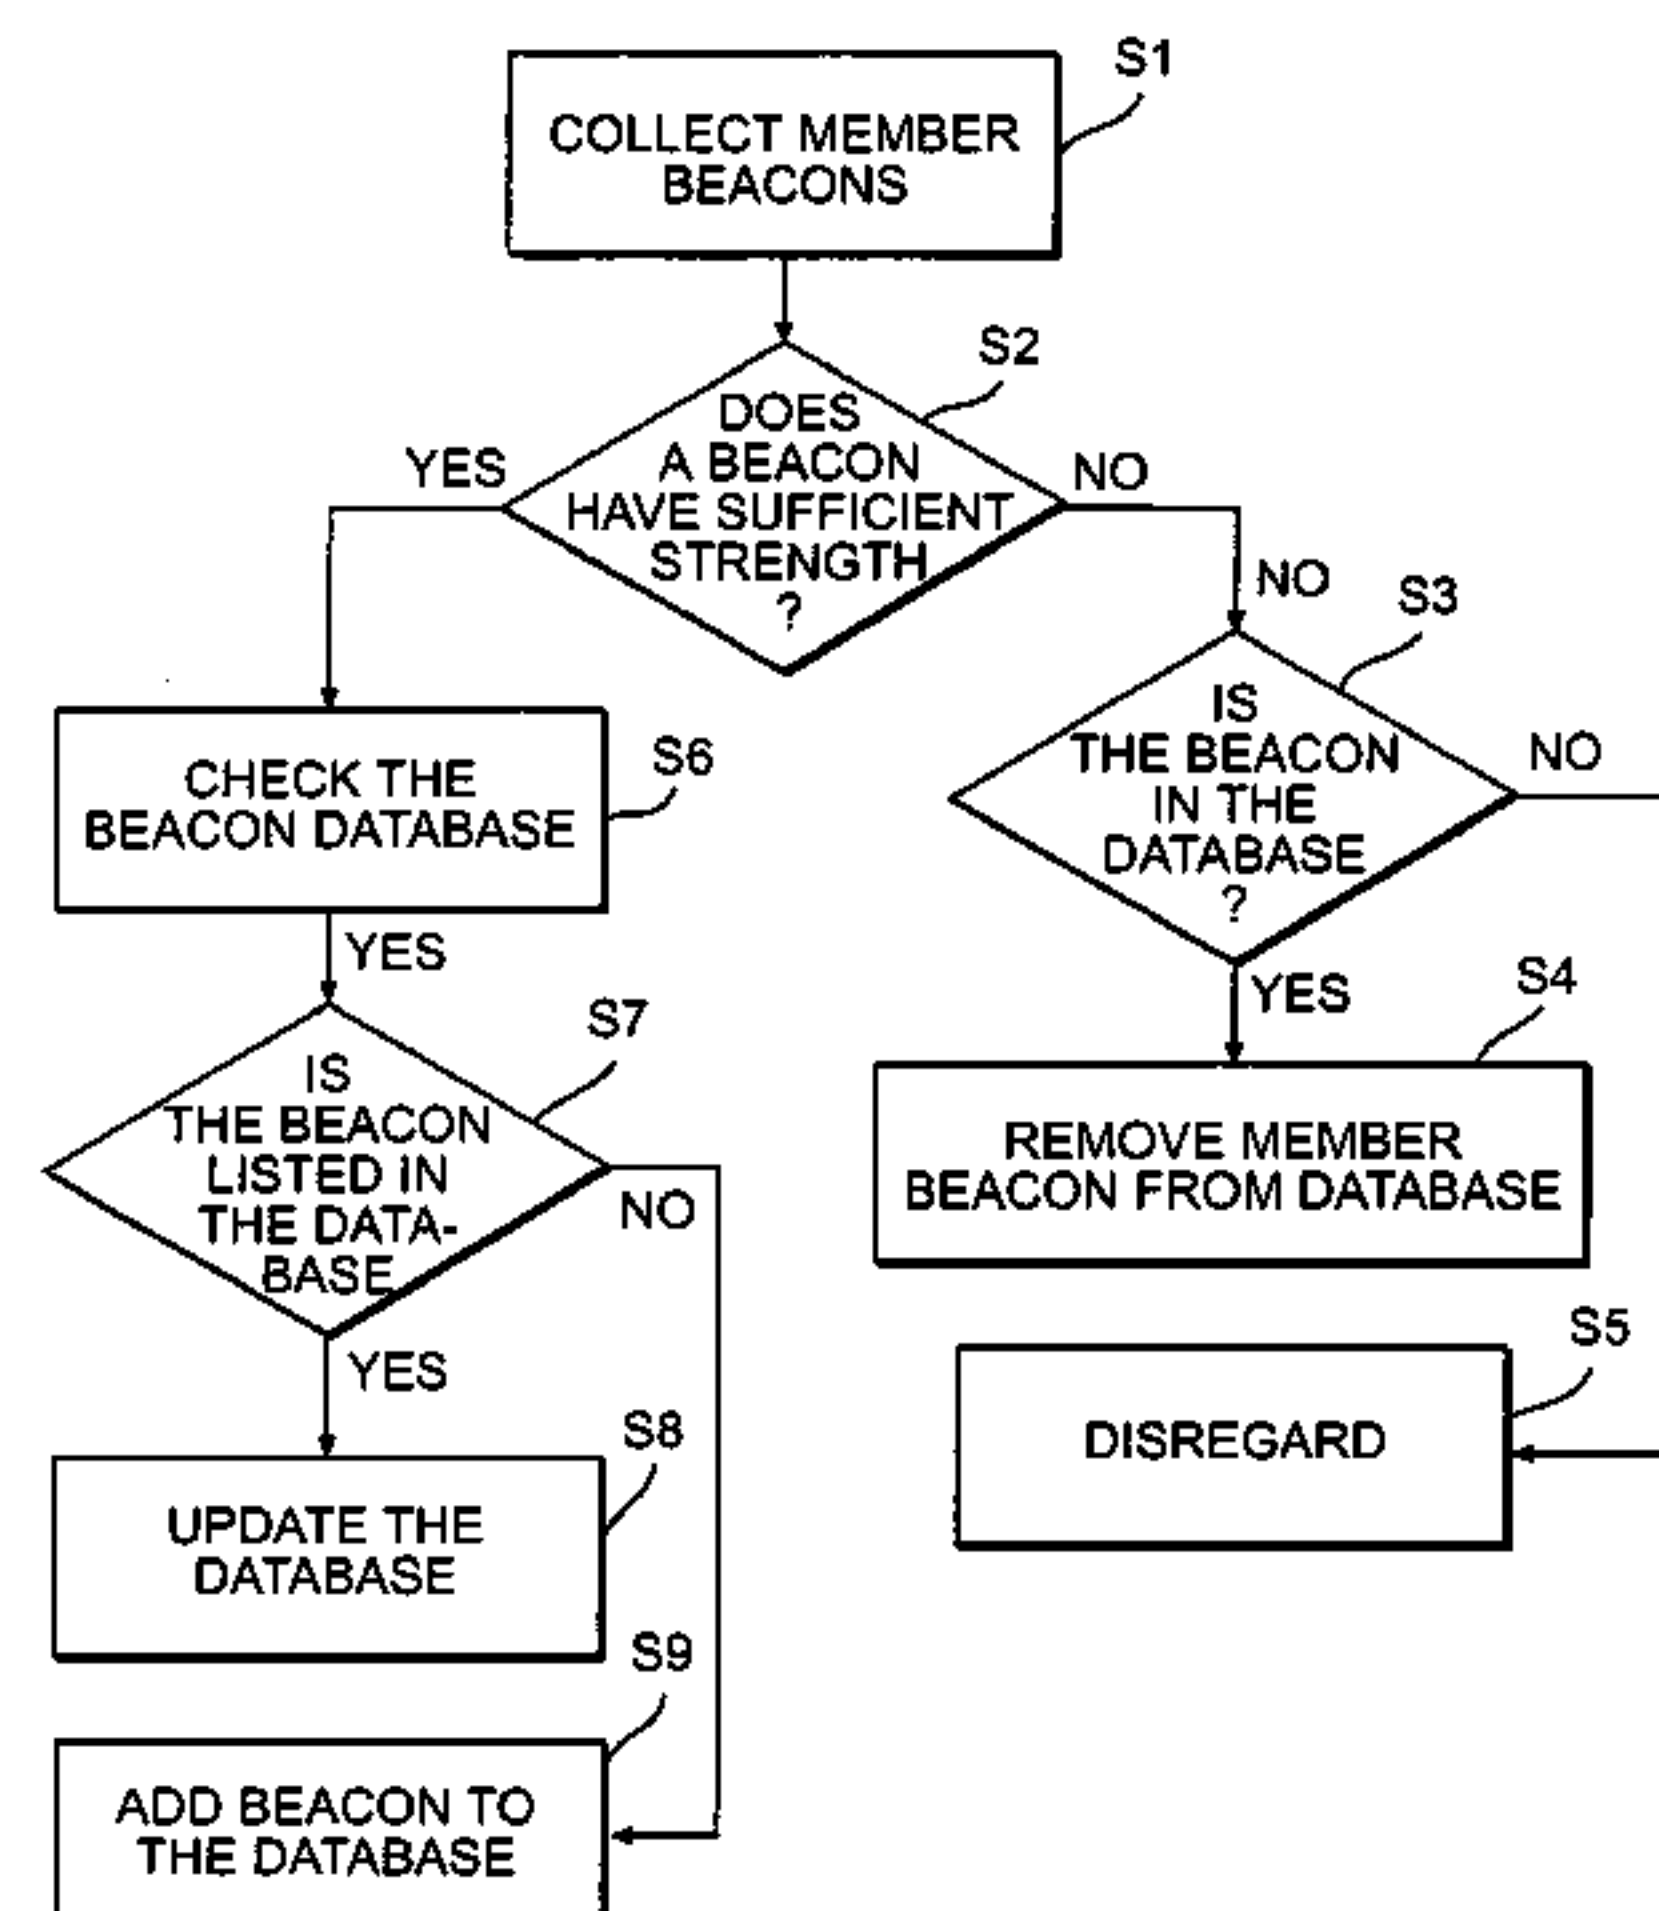 S1
COLLECT MEMBER
BEACONS
S2
DOES
A BEACON
HAVE SUFFICIENT
STRENGTH
?
YES
NO
NO
S3
IS
THE BEACON
IN THE
DATABASE
?
NO
YES
S4
REMOVE MEMBER
BEACON FROM DATABASE
S5
DISREGARD
S6
CHECK THE
BEACON DATABASE
YES
S7
IS
THE BEACON
LISTED IN
THE DATA-
BASE
NO
YES
S8
UPDATE THE
DATABASE
S9
ADD BEACON TO
THE DATABASE